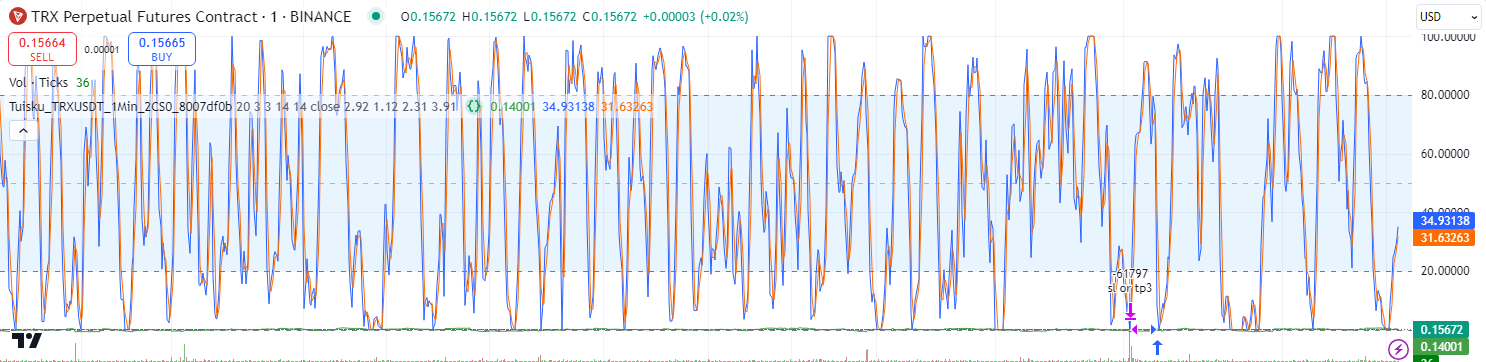 TRX Perpetual Futures Contract · 1 · BINANCE O0.15672 H0.15672 L0.15672 C0.15672 +0.00003 (+0.02%)
USD
0.15664 SELL
0.00001
0.15665 BUY
Vol · Ticks 36
Tuisku_TRXUSDT_1Min_2CS0_8007df0b 20 3 3 14 14 close 2.92 1.12 2.31 3.91 {} 0.14001 34.93138 31.63263
100.00000
80.00000
60.00000
40.00000
34.93138
31.63263
20.00000
-61797
sl or tp3
0.15672
0.14001
36